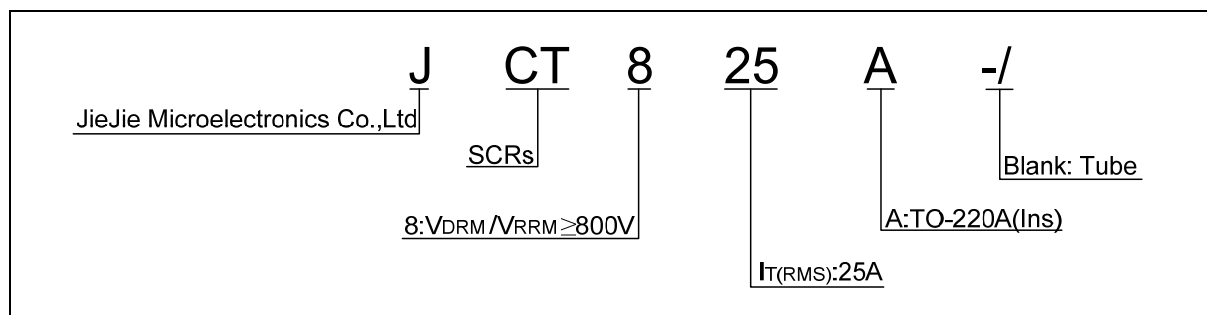 J CT 8 25 A -/
JieJie Microelectronics Co.,Ltd
SCRs
Blank: Tube
8:VDRM/VRRM≥800V
A:TO-220A(Ins)
IT(RMS):25A